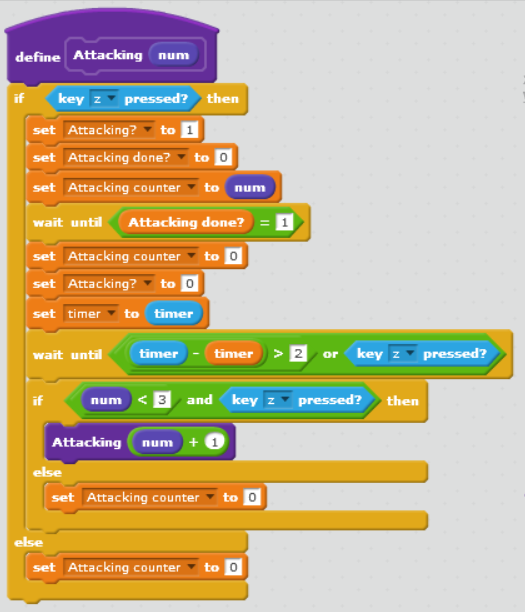 define Attacking num
if key z pressed? then
set Attacking? to 1
set Attacking done? to 0
set Attacking counter to num
wait until Attacking done? = 1
set Attacking counter to 0
set Attacking? to 0
set timer to timer
wait until timer - timer > 2 or key z pressed?
if num < 3 and key z pressed? then
Attacking num + 1
else
set Attacking counter to 0
else
set Attacking counter to 0